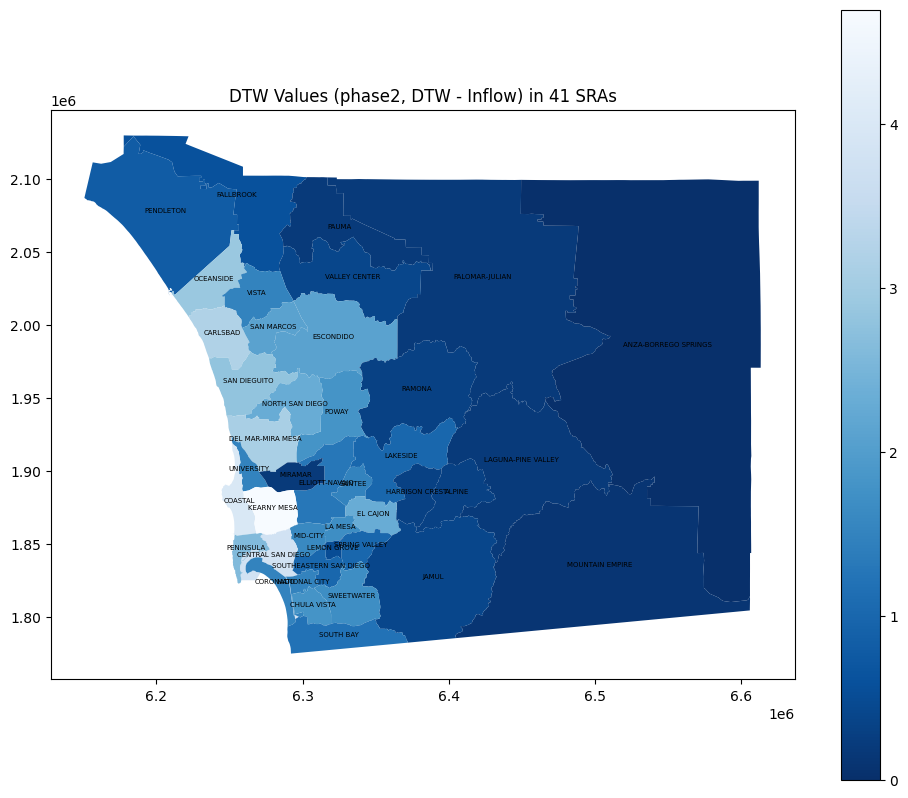 DTW Values (phase2, DTW - Inflow) in 41 SRAs
1e6
2.10
2.05
2.00
1.95
1.90
1.85
1.80
FALLBROOK
PENDLETON
PAUMA
OCEANSIDE
VALLEY CENTER
PALOMAR-JULIAN
VISTA
SAN MARCOS
CARLSBAD
ESCONDIDO
ANZA-BORREGO SPRINGS
SAN DIEGUITO
RAMONA
NORTH SAN DIEGO
POWAY
DEL MAR-MIRA MESA
LAKESIDE
LAGUNA-PINE VALLEY
UNIVERSITY
MIRAMAR
ELLIOTT-NAVAJO
SANTEE
HARBISON CREST
ALPINE
COASTAL
KEARNY MESA
EL CAJON
LA MESA
MID-CITY
SPRING VALLEY
PENINSULA
LEMON GROVE
CENTRAL SAN DIEGO
SOUTHEASTERN SAN DIEGO
MOUNTAIN EMPIRE
JAMUL
CORONADO
NATIONAL CITY
SWEETWATER
CHULA VISTA
SOUTH BAY
6.2
6.3
6.4
6.5
6.6
1e6
4
3
2
1
0